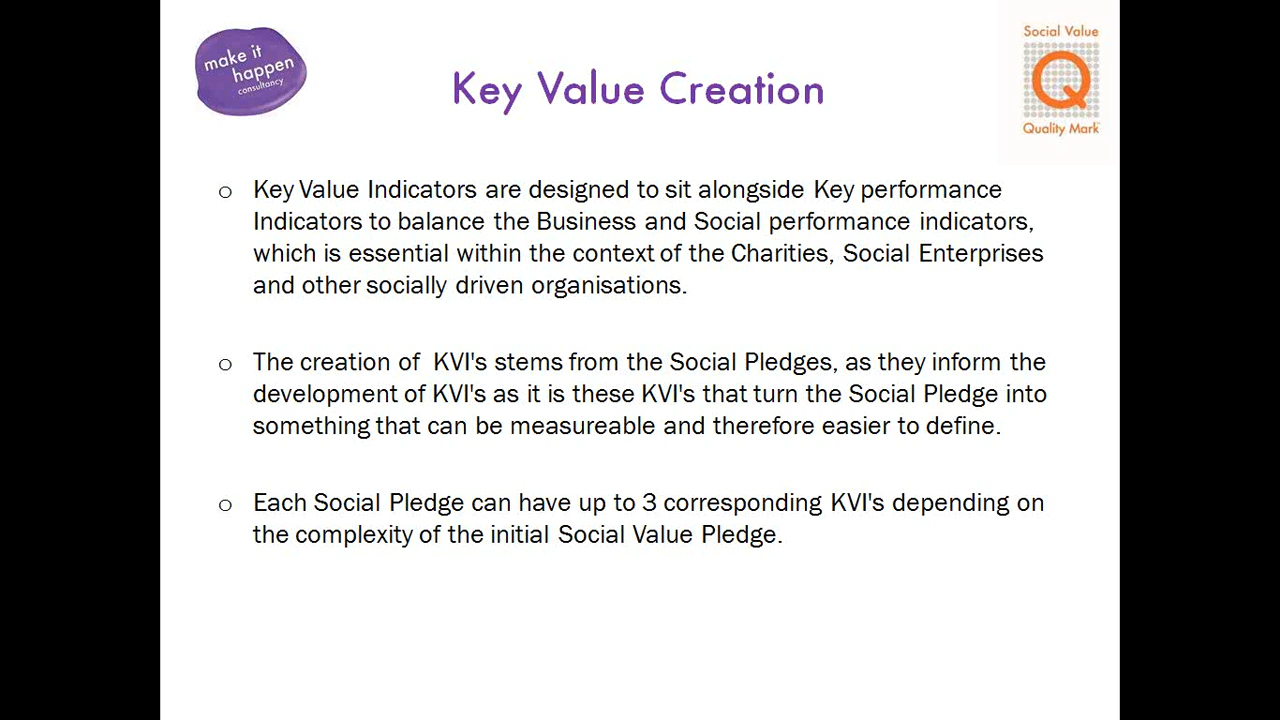 make it
happen
consultancy
Key Value Creation
Social Value
Q
Quality Mark™
o Key Value Indicators are designed to sit alongside Key performance
Indicators to balance the Business and Social performance indicators,
which is essential within the context of the Charities, Social Enterprises
and other socially driven organisations.
o The creation of  KVI's stems from the Social Pledges, as they inform the
development of KVI's as it is these KVI's that turn the Social Pledge into
something that can be measureable and therefore easier to define.
o Each Social Pledge can have up to 3 corresponding KVI's depending on
the complexity of the initial Social Value Pledge.